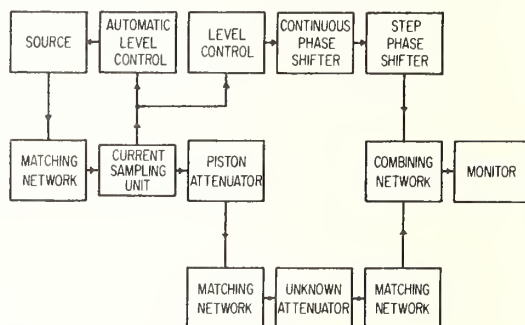 SOURCE
AUTOMATIC
LEVEL
CONTROL
LEVEL
CONTROL
CONTINUOUS
PHASE
SHIFTER
STEP
PHASE
SHIFTER
MATCHING
NETWORK
CURRENT
SAMPLING
UNIT
PISTON
ATTENUATOR
COMBINING
NETWORK
MONITOR
MATCHING
NETWORK
UNKNOWN
ATTENUATOR
MATCHING
NETWORK